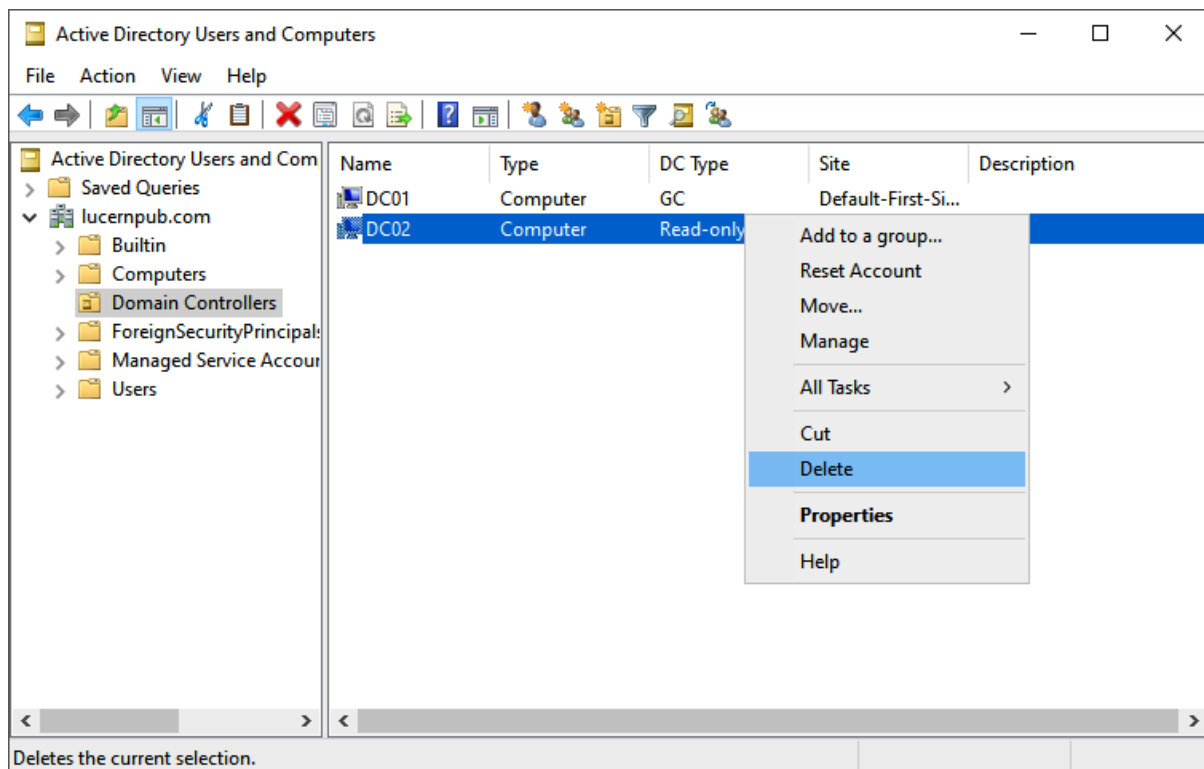 Active Directory Users and Computers
File Action View Help
Active Directory Users and Com
Saved Queries
lucernpub.com
Builtin
Computers
Domain Controllers
ForeignSecurityPrincipals
Managed Service Accour
Users
Name Type DC Type Site Description
DC01 Computer GC Default-First-Si...
DC02 Computer Read-only
Add to a group...
Reset Account
Move...
Manage
All Tasks
Cut
Delete
Properties
Help
Deletes the current selection.